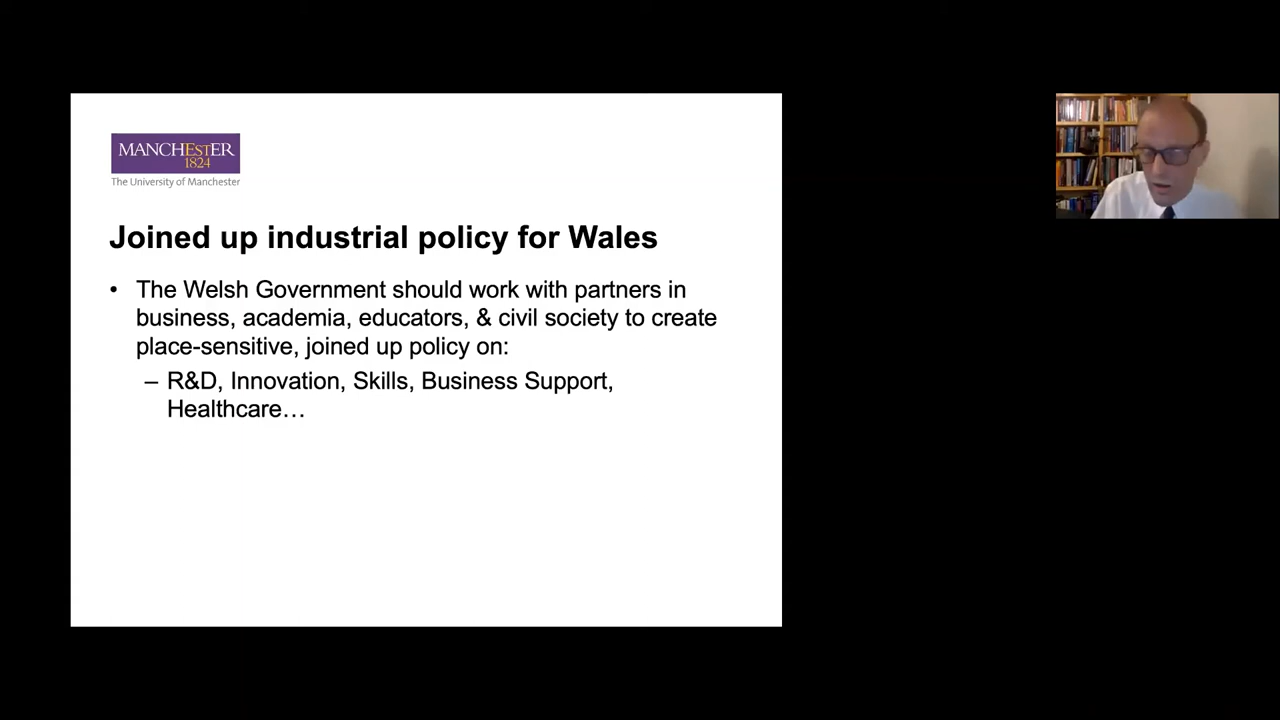 MANCHESTER
1824
The University of Manchester
Joined up industrial policy for Wales
• The Welsh Government should work with partners in
business, academia, educators, & civil society to create
place-sensitive, joined up policy on:
– R&D, Innovation, Skills, Business Support,
Healthcare…